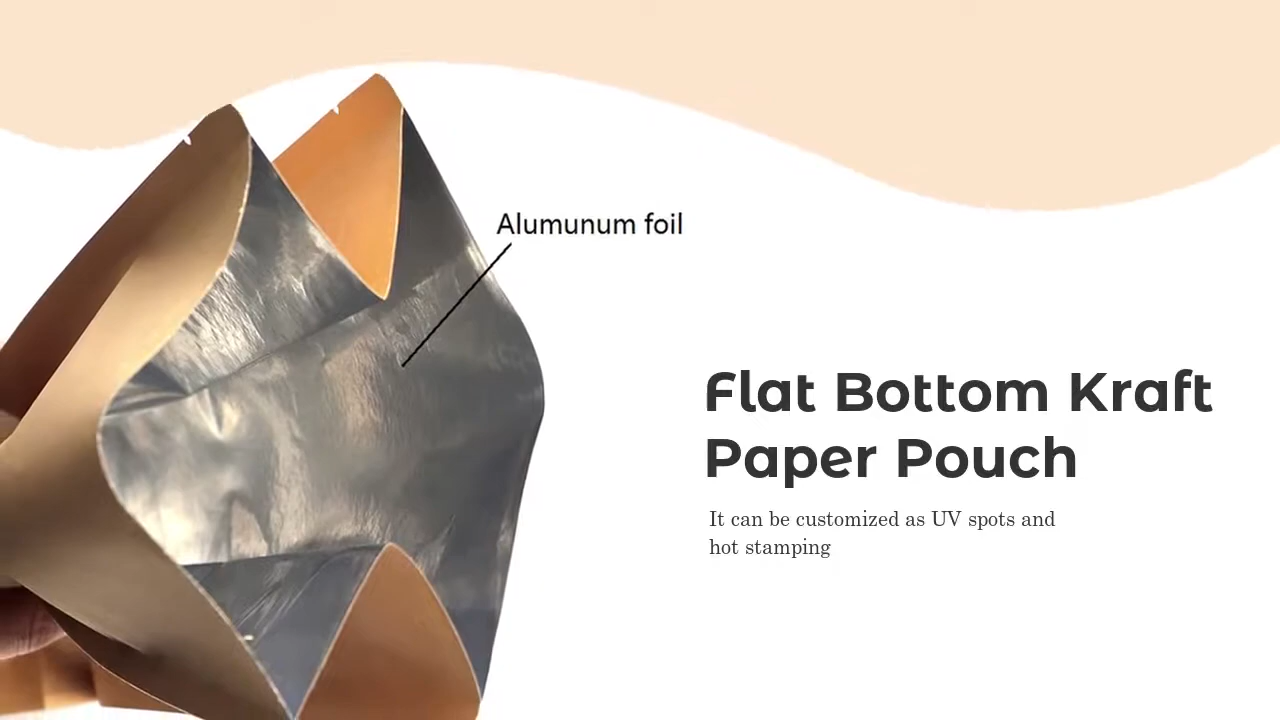 Alumunum foil
Flat Bottom Kraft
Paper Pouch
It can be customized as UV spots and
hot stamping